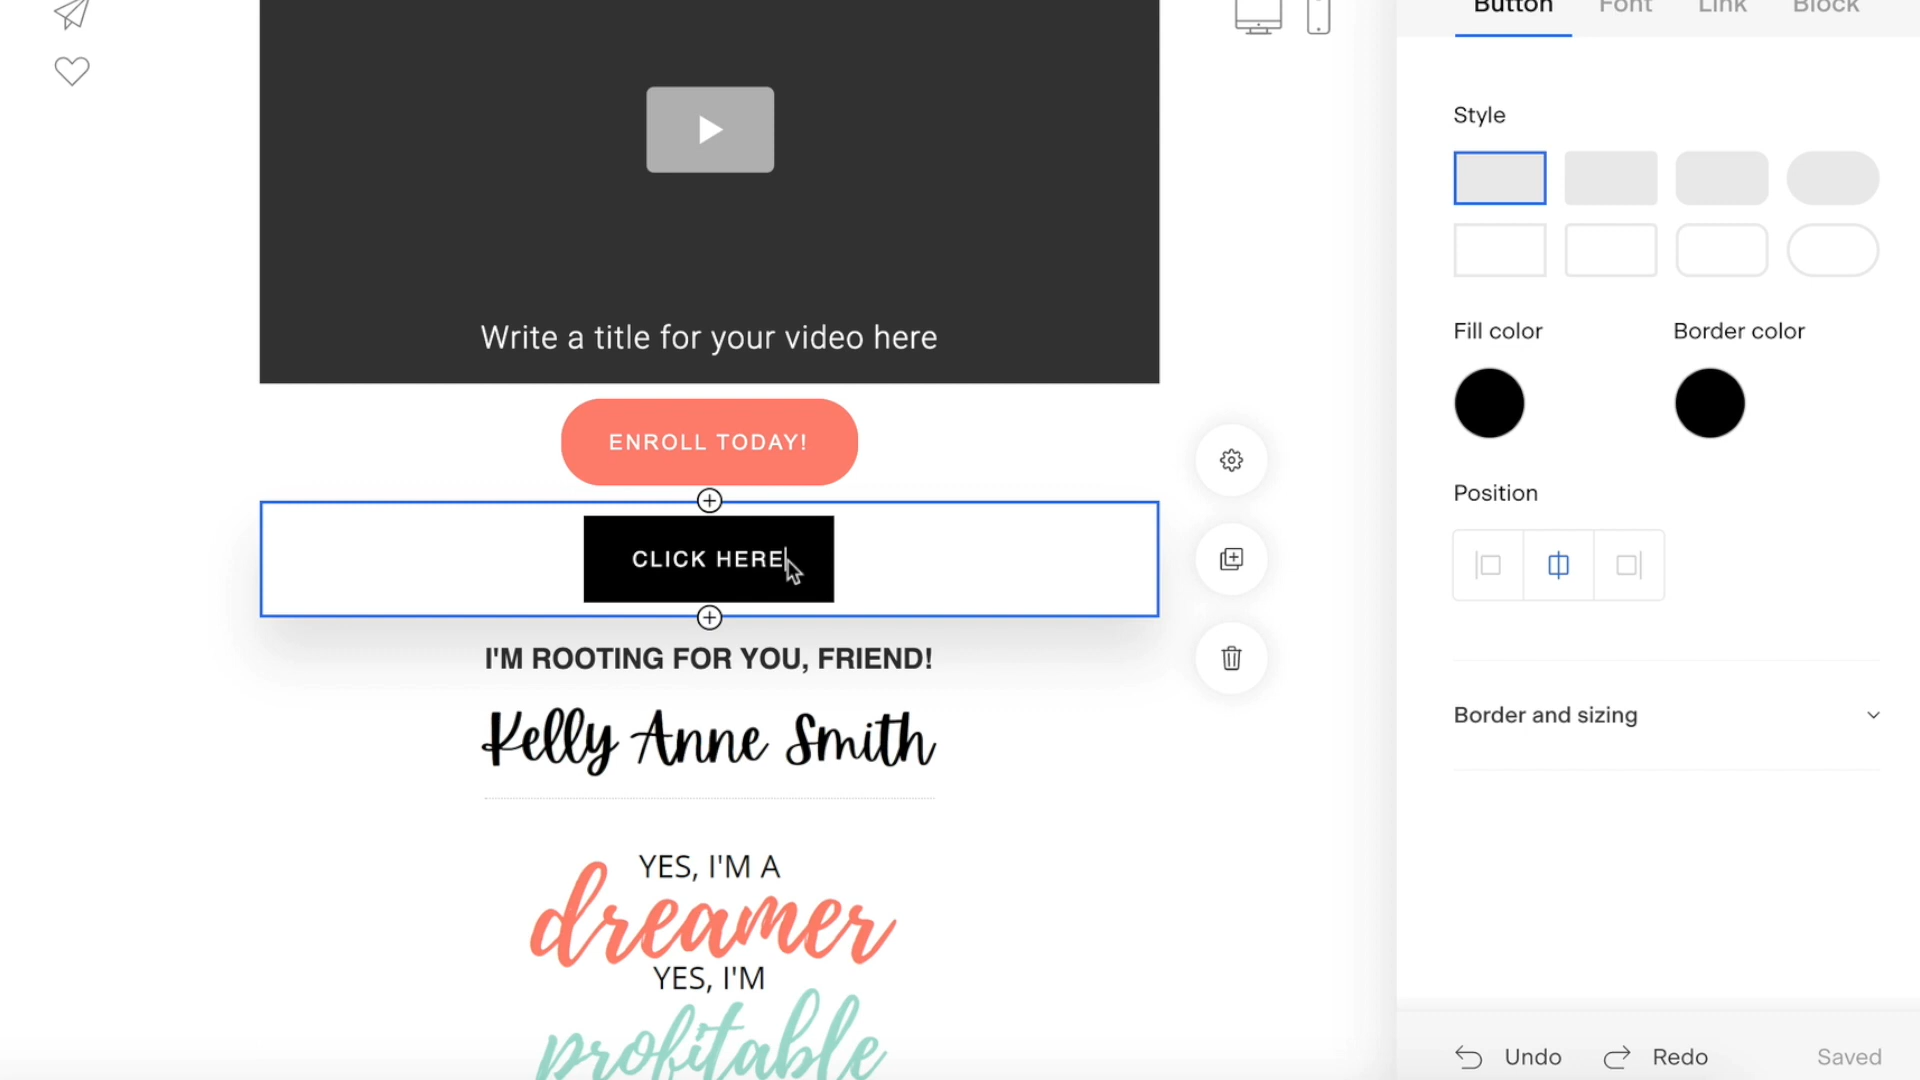 Button Font Link Block
Style
Write a title for your video here
Fill color Border color
ENROLL TODAY!
Position
CLICK HERE
I'M ROOTING FOR YOU, FRIEND!
Kelly Anne Smith
Border and sizing
YES, I'M A
dreamer
YES, I'M
profitable
Undo Redo Saved